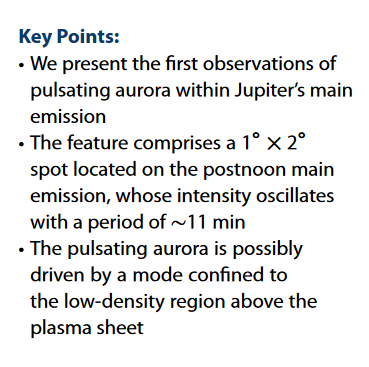 Key Points:
• We present the first observations of
pulsating aurora within Jupiter's main
emission
• The feature comprises a 1° × 2°
spot located on the postnoon main
emission, whose intensity oscillates
with a period of ~11 min
• The pulsating aurora is possibly
driven by a mode confined to
the low-density region above the
plasma sheet